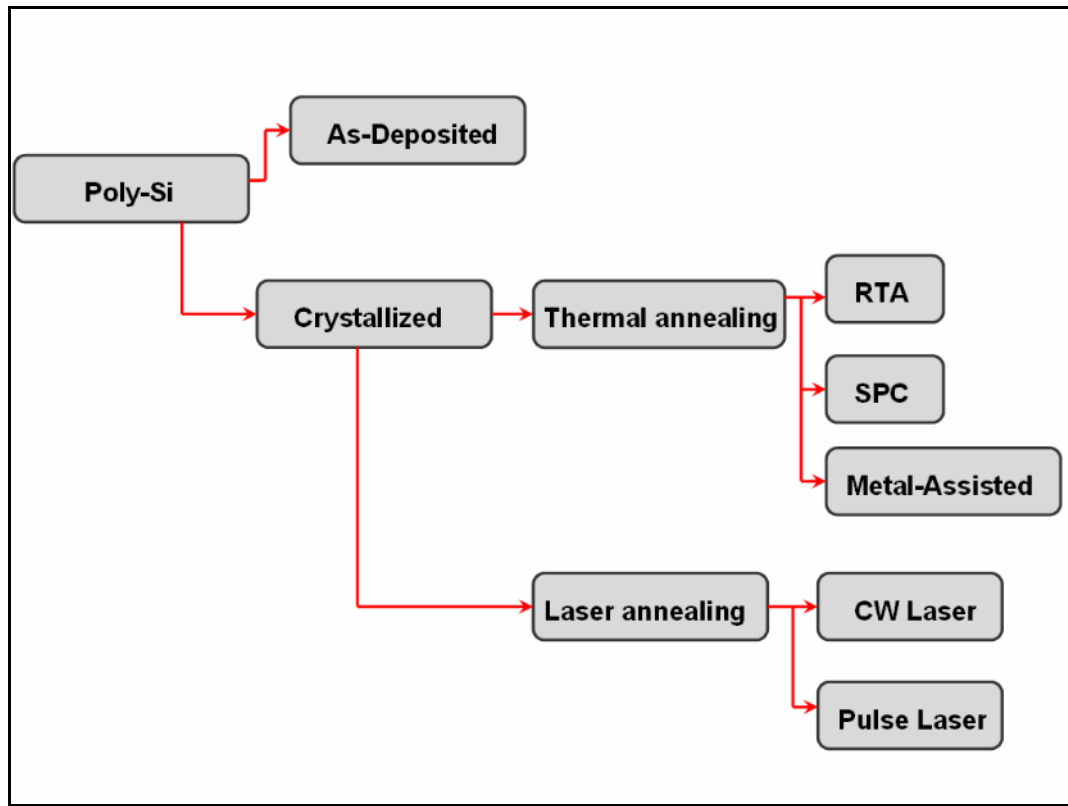 As-Deposited
Poly-Si
Crystallized
Thermal annealing
RTA
SPC
Metal-Assisted
Laser annealing
CW Laser
Pulse Laser